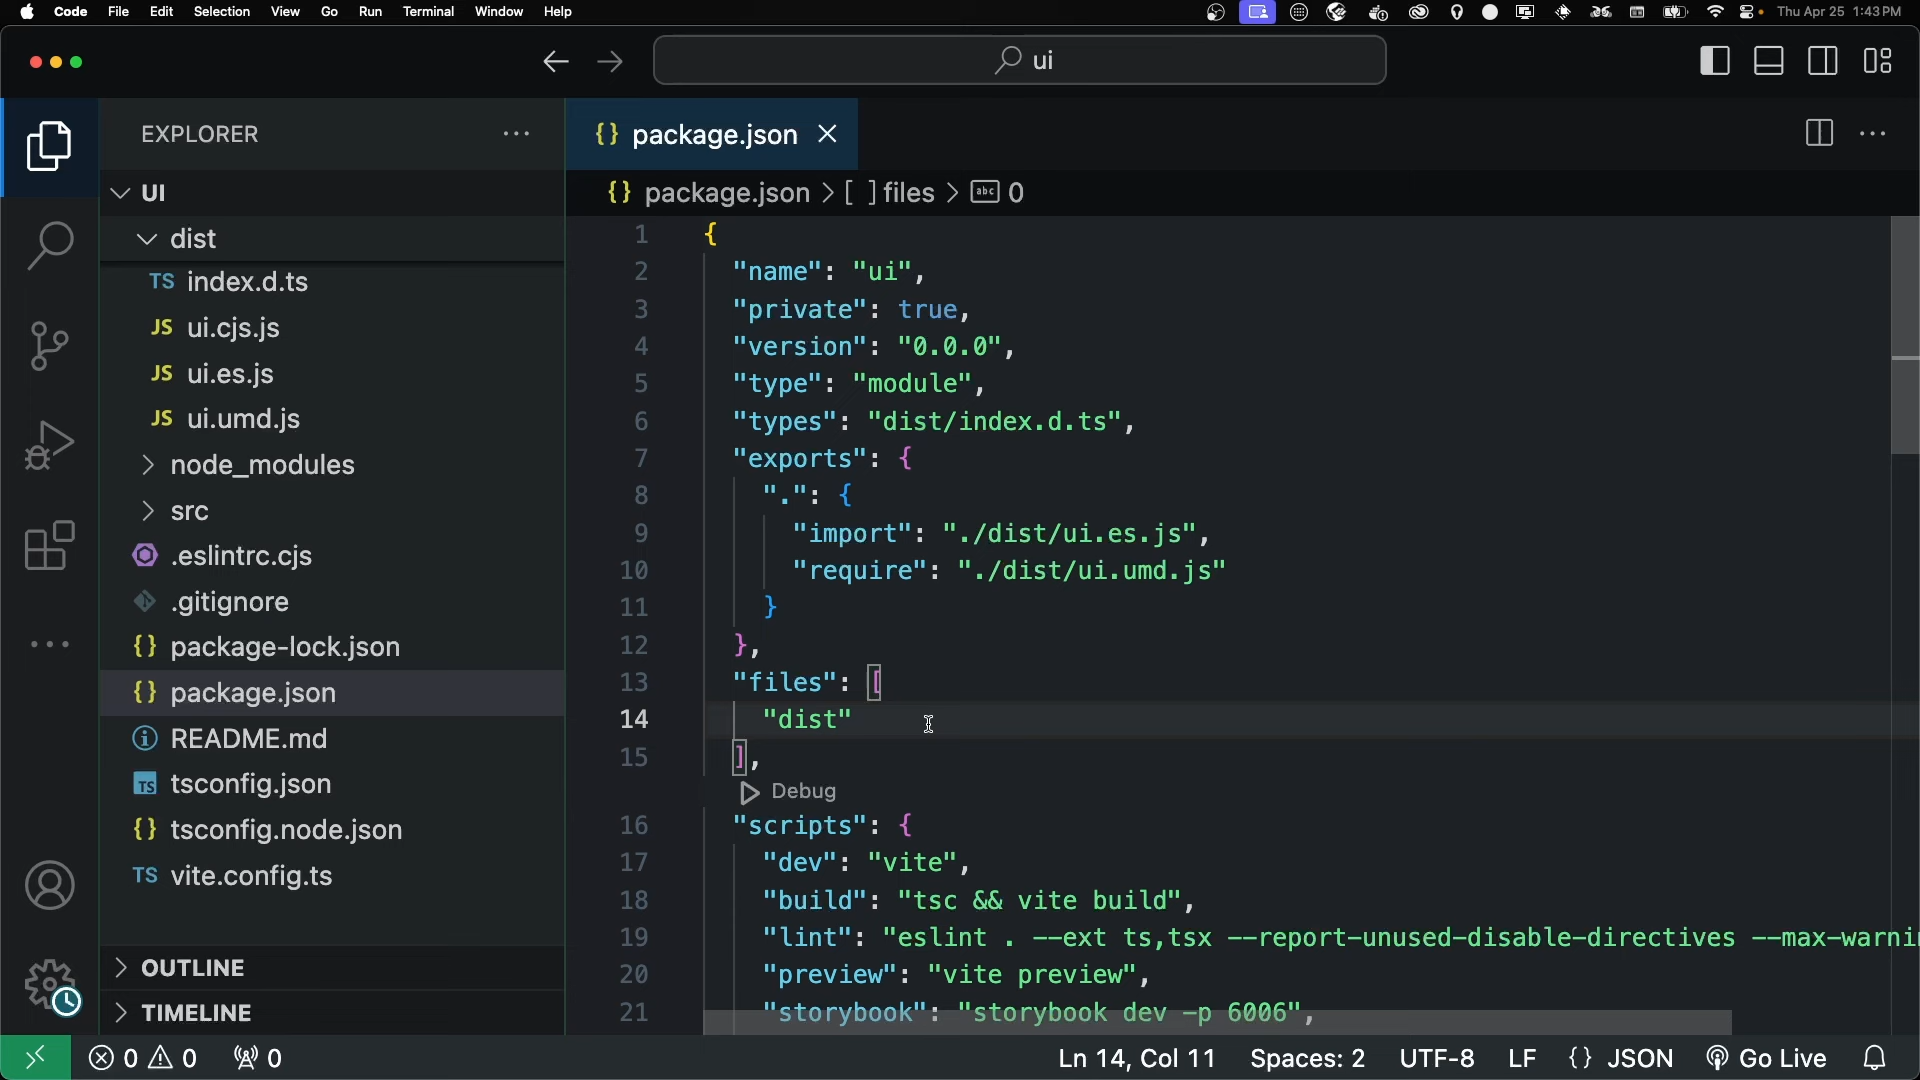 Code File Edit Selection View Go Run Terminal Window Help
Thu Apr 25 1:43 PM
ui
EXPLORER
package.json
UI
package.json > [ ] files > abc 0
dist
TS index.d.ts
JS ui.cjs.js
JS ui.es.js
JS ui.umd.js
node_modules
src
.eslintrc.cjs
.gitignore
{} package-lock.json
{} package.json
README.md
TS tsconfig.json
{} tsconfig.node.json
TS vite.config.ts
OUTLINE
TIMELINE
1 {
2 "name": "ui",
3 "private": true,
4 "version": "0.0.0",
5 "type": "module",
6 "types": "dist/index.d.ts",
7 "exports": {
8 ".": {
9 "import": "./dist/ui.es.js",
10 "require": "./dist/ui.umd.js"
11 }
12 },
13 "files": [
14 "dist"
15 ],
Debug
16 "scripts": {
17 "dev": "vite",
18 "build": "tsc && vite build",
19 "lint": "eslint . --ext ts,tsx --report-unused-disable-directives --max-warni
20 "preview": "vite preview",
21 "storybook": "storybook dev -p 6006",
0 0 0
Ln 14, Col 11 Spaces: 2 UTF-8 LF {} JSON Go Live